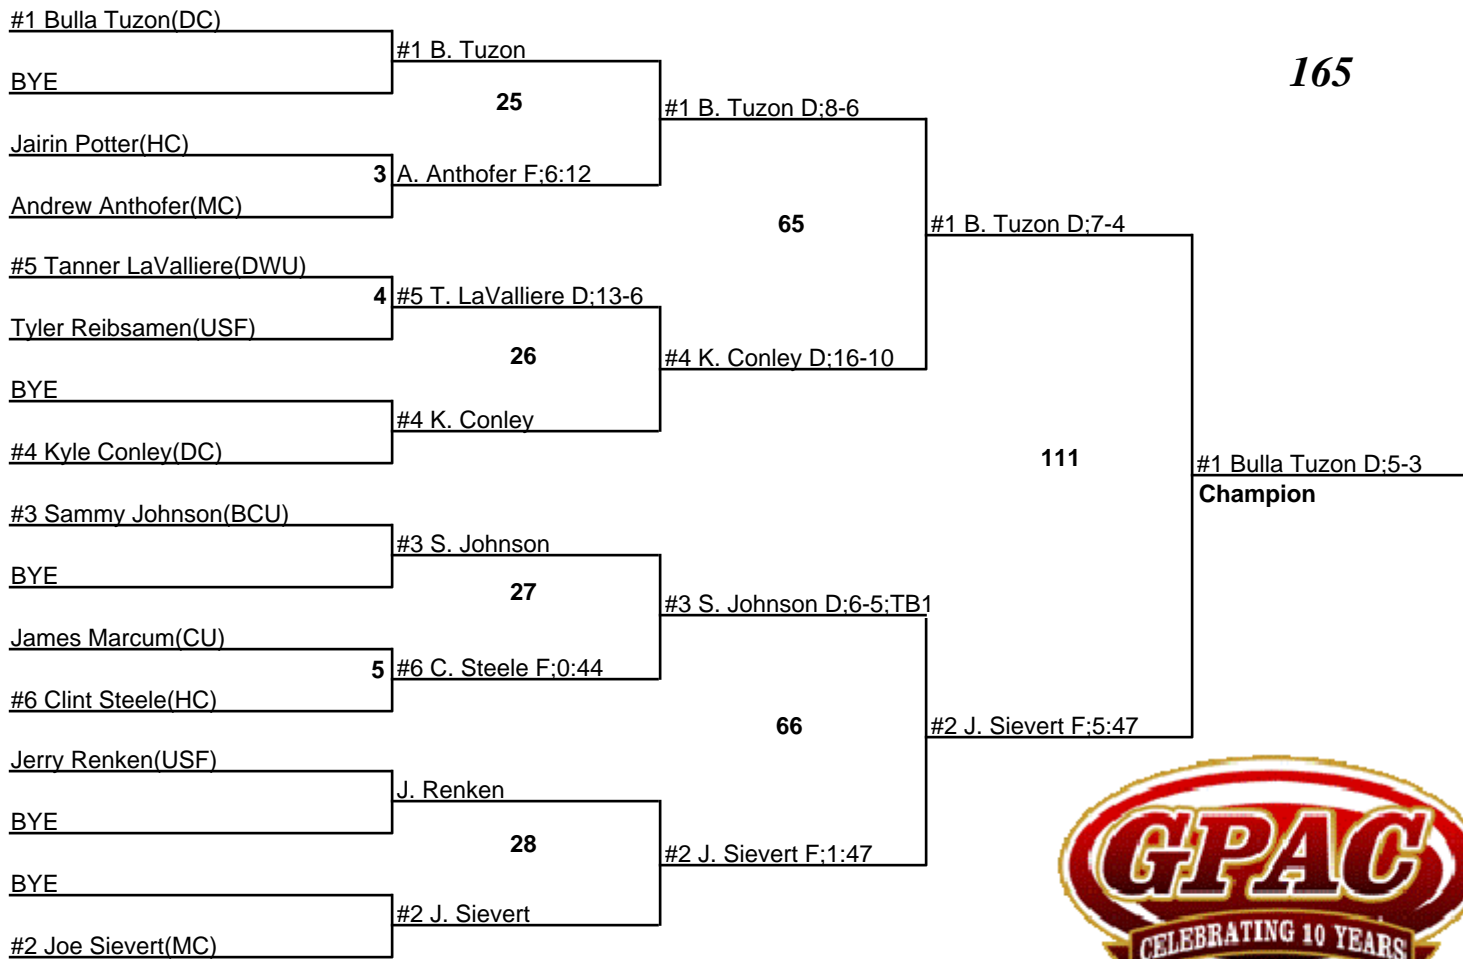 #1 Bulla Tuzon(DC)
BYE
Jairin Potter(HC)
Andrew Anthofer(MC)
#5 Tanner LaValliere(DWU)
Tyler Reibsamen(USF)
BYE
#4 Kyle Conley(DC)
#3 Sammy Johnson(BCU)
BYE
James Marcum(CU)
#6 Clint Steele(HC)
Jerry Renken(USF)
BYE
BYE
#2 Joe Sievert(MC)
#1 B. Tuzon
25
3 A. Anthofer F;6:12
4 #5 T. LaValliere D;13-6
26
#4 K. Conley
#3 S. Johnson
27
5 #6 C. Steele F;0:44
J. Renken
28
#2 J. Sievert
#1 B. Tuzon D;8-6
65
#4 K. Conley D;16-10
#3 S. Johnson D;6-5;TB1
66
#2 J. Sievert F;1:47
#1 B. Tuzon D;7-4
111
#2 J. Sievert F;5:47
165
#1 Bulla Tuzon D;5-3
Champion
GPAC
CELEBRATING 10 YEARS